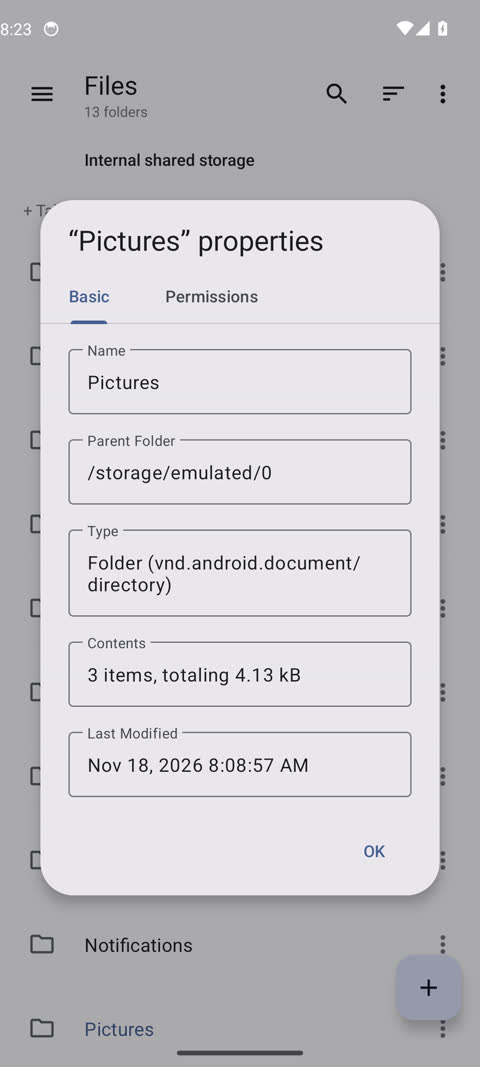 8:23
Files
13 folders
Internal shared storage
“Pictures” properties
Basic
Permissions
Name
Pictures
Parent Folder
/storage/emulated/0
Type
Folder (vnd.android.document/
directory)
Contents
3 items, totaling 4.13 kB
Last Modified
Nov 18, 2026 8:08:57 AM
OK
Notifications
Pictures